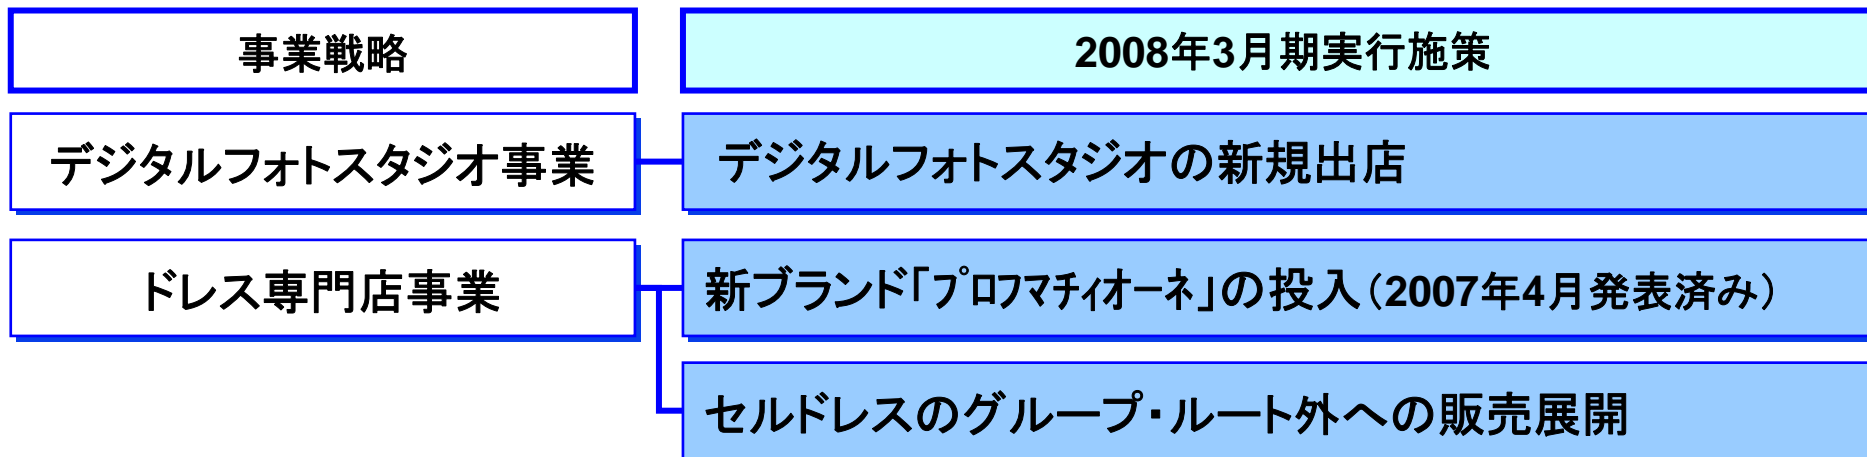 事業戦略
2008年3月期実行施策
デジタルフォトスタジオ事業
デジタルフォトスタジオの新規出店
ドレス専門店事業
新ブランド「プロフマチィオーネ」の投入（2007年4月発表済み）
セルドレスのグループ・ルート外への販売展開